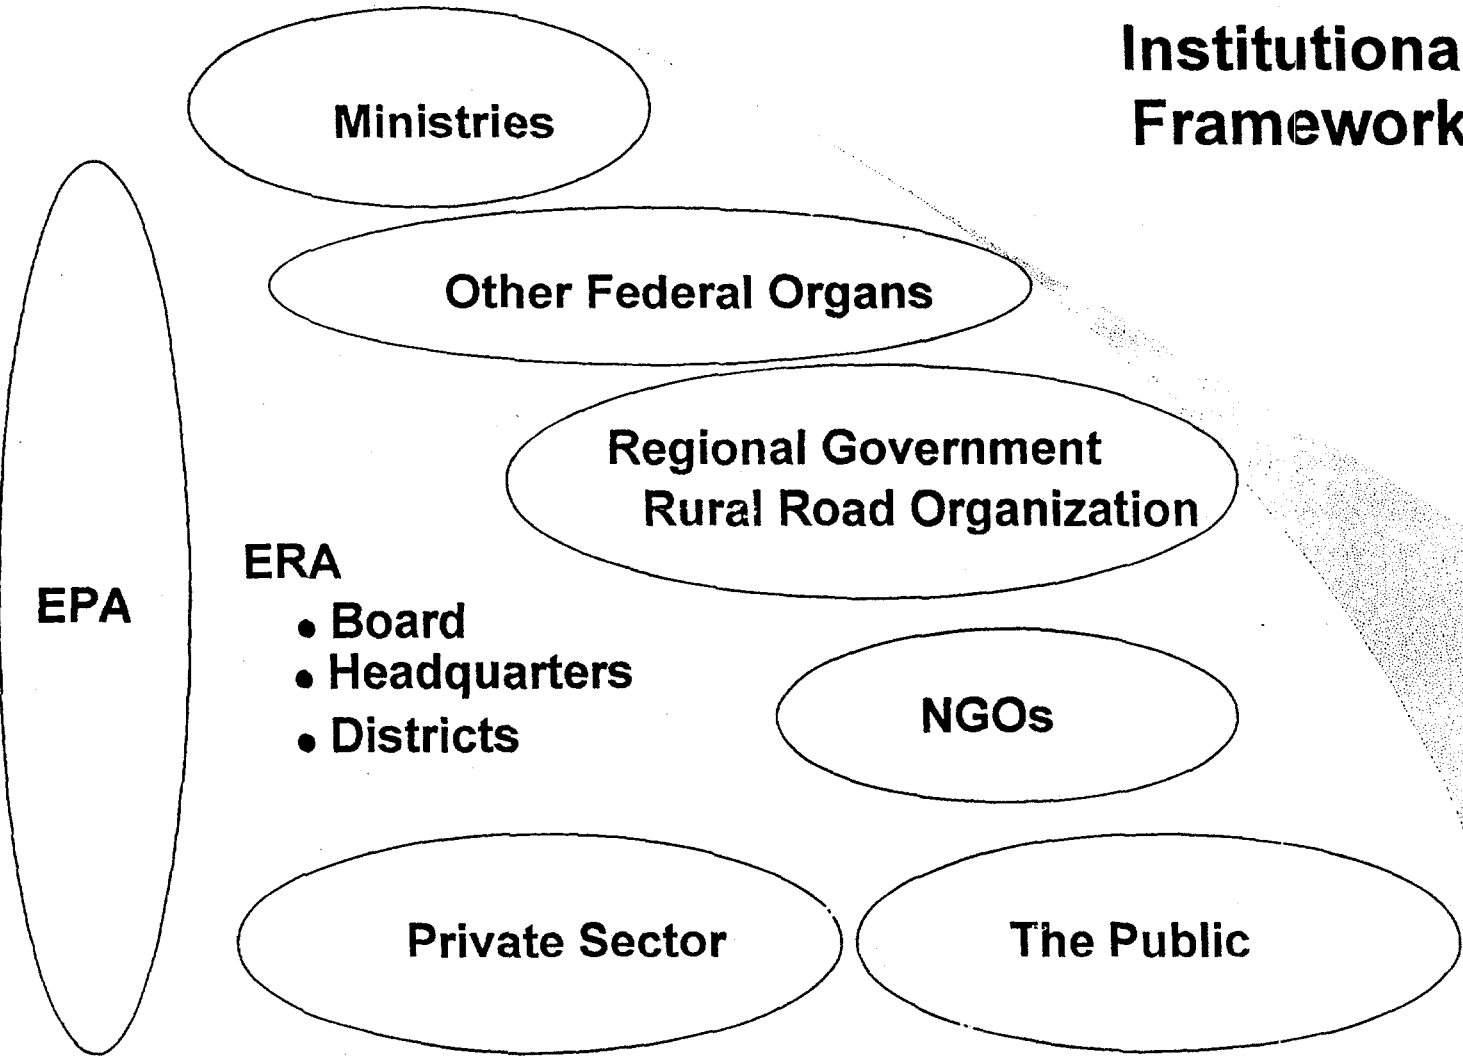 Institutiona
Framework
Ministries
Other Federal Organs
Regional Government
Rural Road Organization
ERA
• Board
• Headquarters
• Districts
EPA
NGOs
Private Sector
The Public